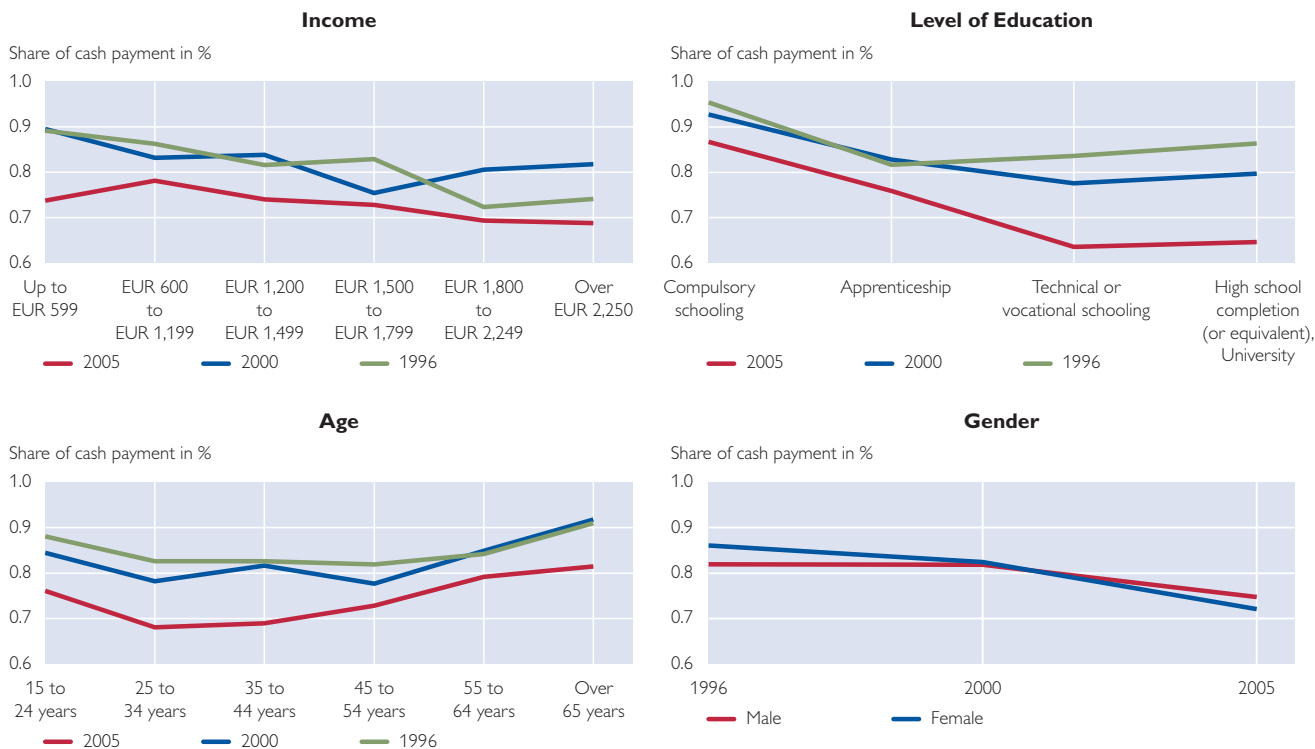 Income
Share of cash payment in %
1.0
0.9
0.8
0.7
0.6
Up to
EUR 599
EUR 600
to
EUR 1,199
EUR 1,200
to
EUR 1,499
EUR 1,500
to
EUR 1,799
EUR 1,800
to
EUR 2,249
Over
EUR 2,250
2005
2000
1996
Level of Education
Share of cash payment in %
1.0
0.9
0.8
0.7
0.6
Compulsory
schooling
Apprenticeship
Technical or
vocational schooling
High school
completion
(or equivalent),
University
2005
2000
1996
Age
Share of cash payment in %
1.0
0.9
0.8
0.7
0.6
15 to
24 years
25 to
34 years
35 to
44 years
45 to
54 years
55 to
64 years
Over
65 years
2005
2000
1996
Gender
Share of cash payment in %
1.0
0.9
0.8
0.7
0.6
1996
2000
2005
Male
Female